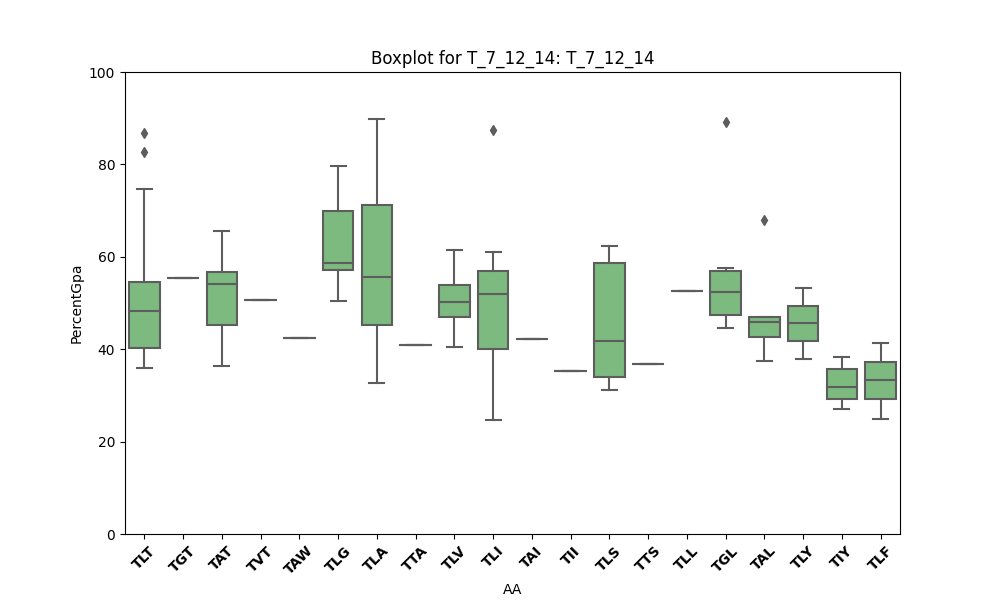 Boxplot for T_7_12_14: T_7_12_14
100
80
60
40
20
0
PercentGpa
TLT TGT TAT TVT TAW TLG TLA TTA TLV TLI TAI TII TLS TTS TLL TGL TAL TLY TIY TLF
AA